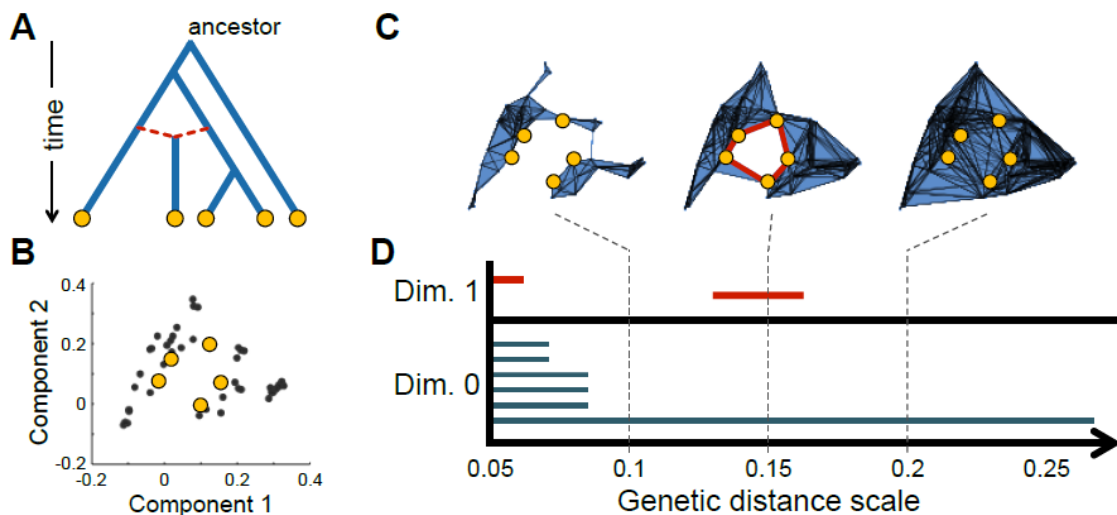 A
ancestor
time
B
0.4
0.2
0
-0.2
Component 2
-0.2
0
0.2
0.4
Component 1
C
D
Dim. 1
Dim. 0
0.05
0.1
0.15
0.2
0.25
Genetic distance scale